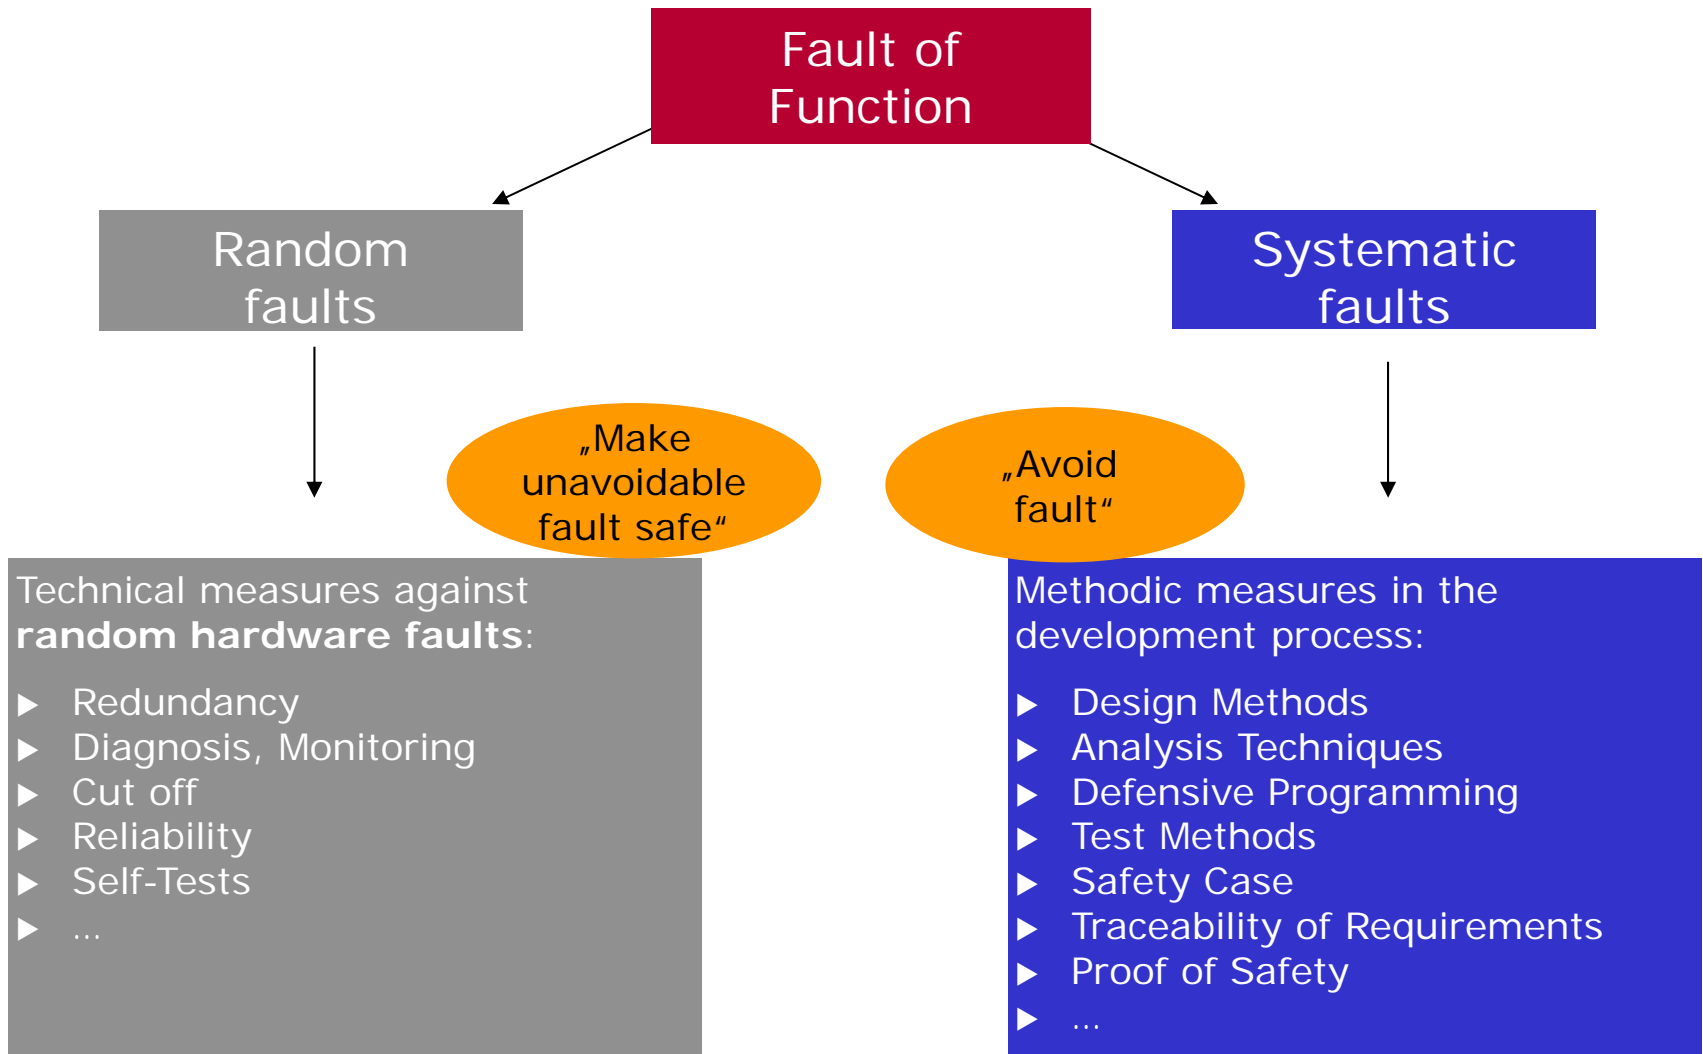 Fault of
Function
Random
faults
Systematic
faults
„Make
unavoidable
fault safe“
„Avoid
fault“
Technical measures against
random hardware faults:
▶ Redundancy
▶ Diagnosis, Monitoring
▶ Cut off
▶ Reliability
▶ Self-Tests
▶ ...
Methodic measures in the
development process:
▶ Design Methods
▶ Analysis Techniques
▶ Defensive Programming
▶ Test Methods
▶ Safety Case
▶ Traceability of Requirements
▶ Proof of Safety
▶ ...